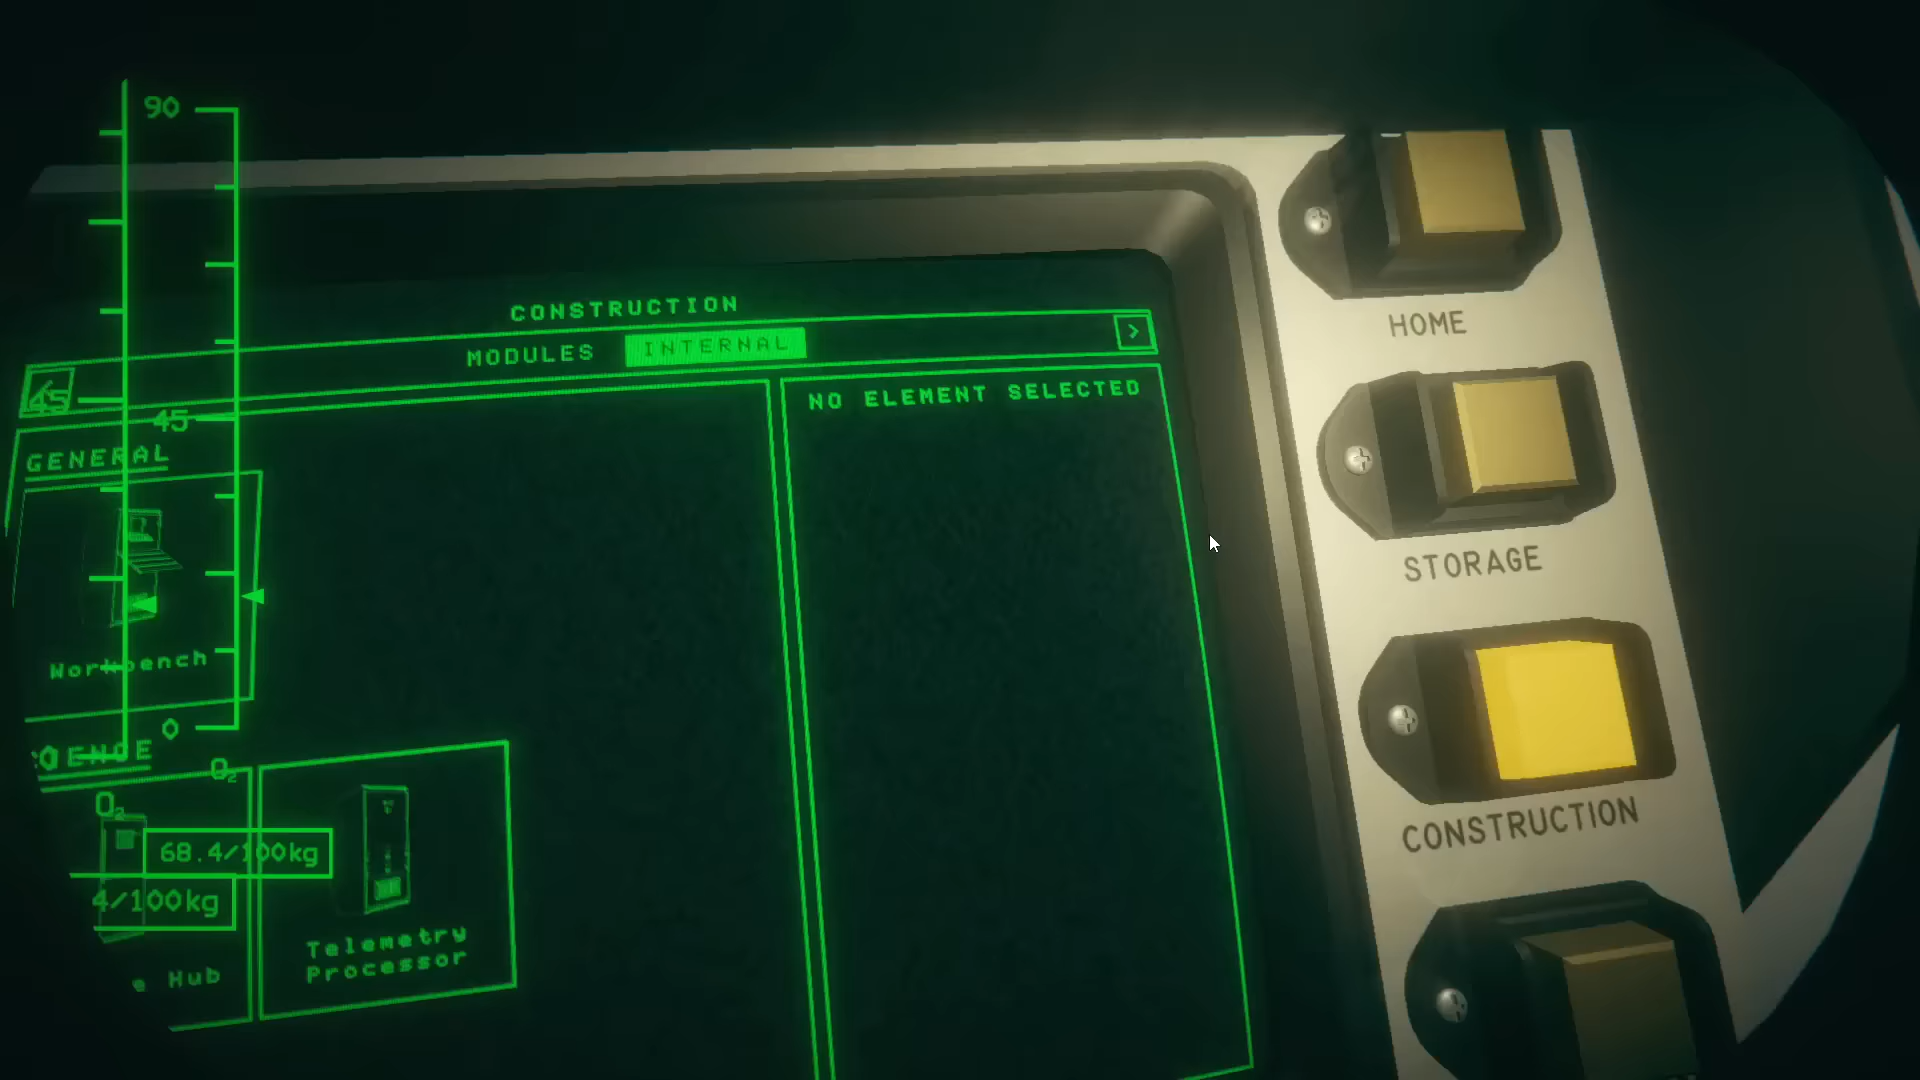 90
CONSTRUCTION
MODULES INTERNAL >
45
45
NO ELEMENT SELECTED
GENERAL
Workbench
0
O₂
O₂
68.4/100kg
4/100kg
Hub
Telemetry
Processor
HOME
STORAGE
CONSTRUCTION